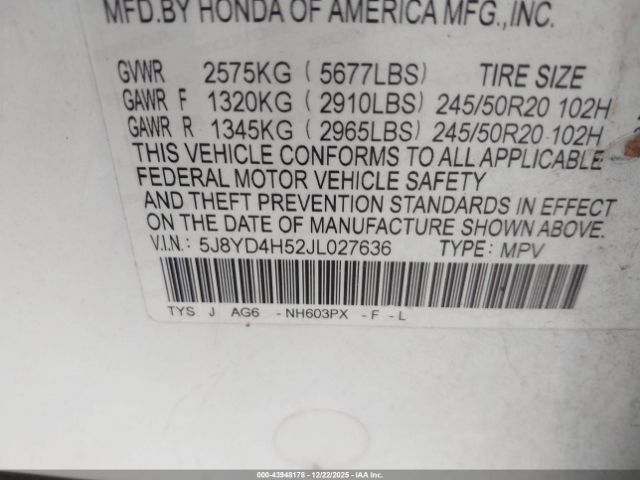 MFD.BY HONDA OF AMERICA MFG.,INC.
GVWR 2575KG ( 5677LBS) TIRE SIZE
GAWR F 1320KG ( 2910LBS) 245/50R20 102H
GAWR R 1345KG ( 2965LBS) 245/50R20 102H
THIS VEHICLE CONFORMS TO ALL APPLICABLE
FEDERAL MOTOR VEHICLE SAFETY
AND THEFT PREVENTION STANDARDS IN EFFECT
ON THE DATE OF MANUFACTURE SHOWN ABOVE.
V.I.N.: 5J8YD4H52JL027636 TYPE: MPV
TYS J AG6 -NH603PX -F -L
000-43948178 - 12/22/2025 - IAA